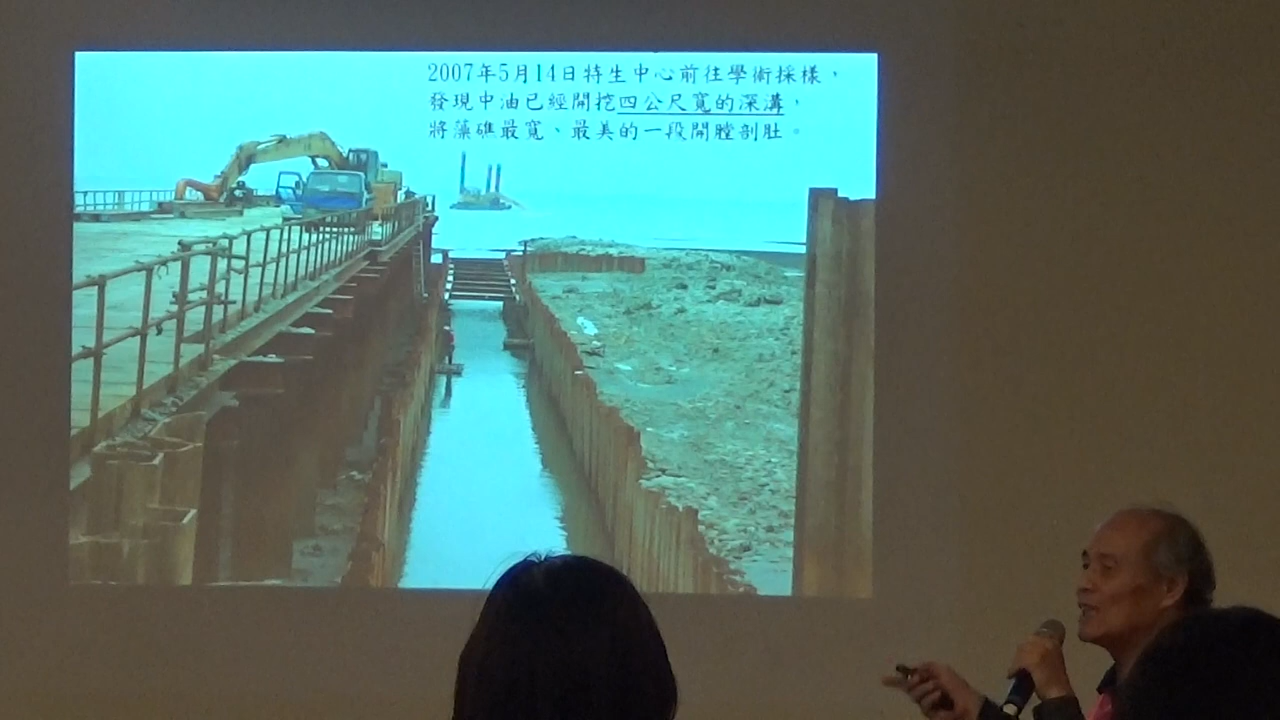 2007年5月14日特生中心前往學術採樣，
發現中油已經開挖四公尺寬的深溝，
將藻礁最寬、最美的一段開膛剖肚。